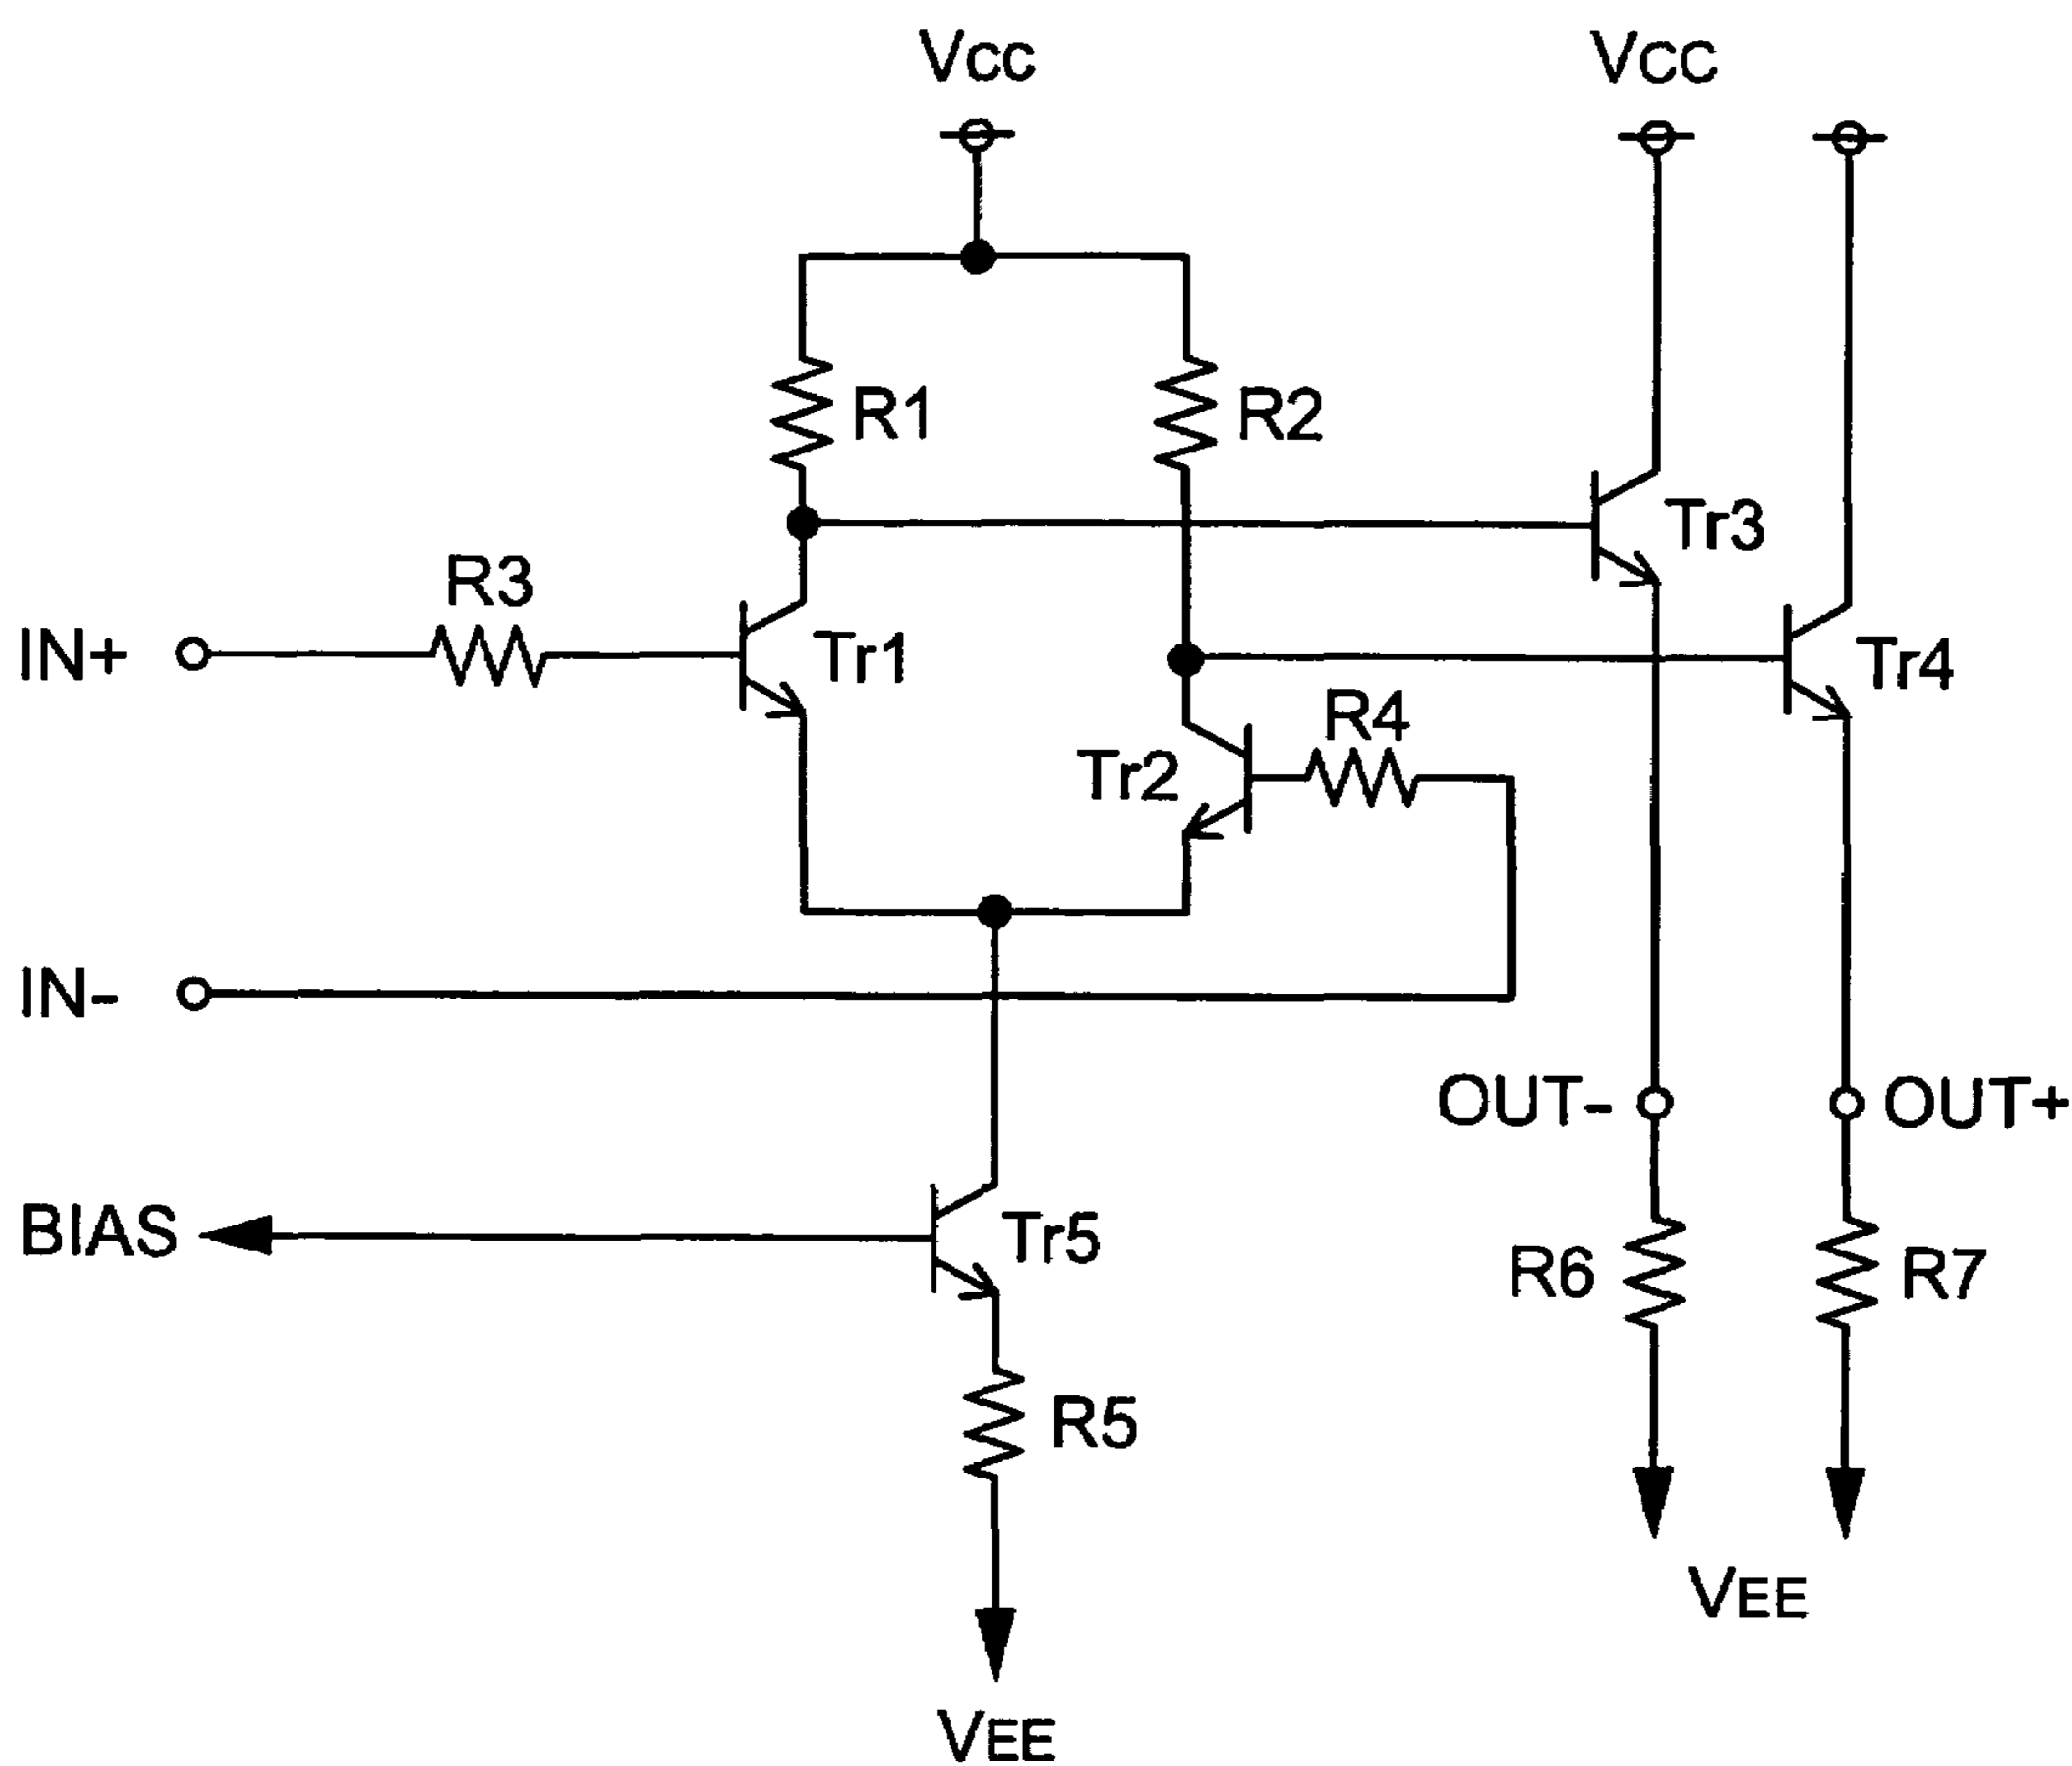 Vcc
Vcc
R1
R2
Tr3
R3
IN+
Tr1
Tr4
R4
Tr2
IN-
OUT-
OUT+
BIAS
Tr5
R6
R7
R5
VEE
VEE